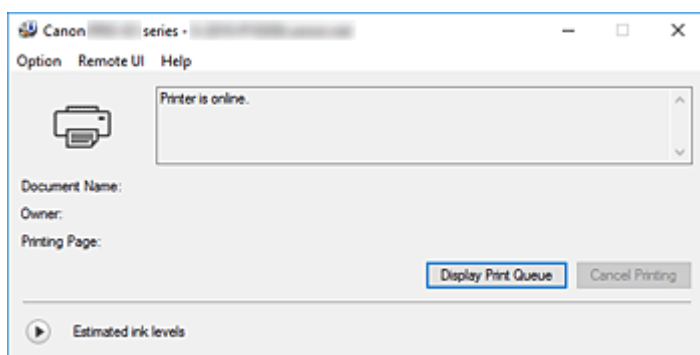 Canon series -
Option Remote UI Help
Printer is online.
Document Name:
Owner:
Printing Page:
Display Print Queue Cancel Printing
Estimated ink levels